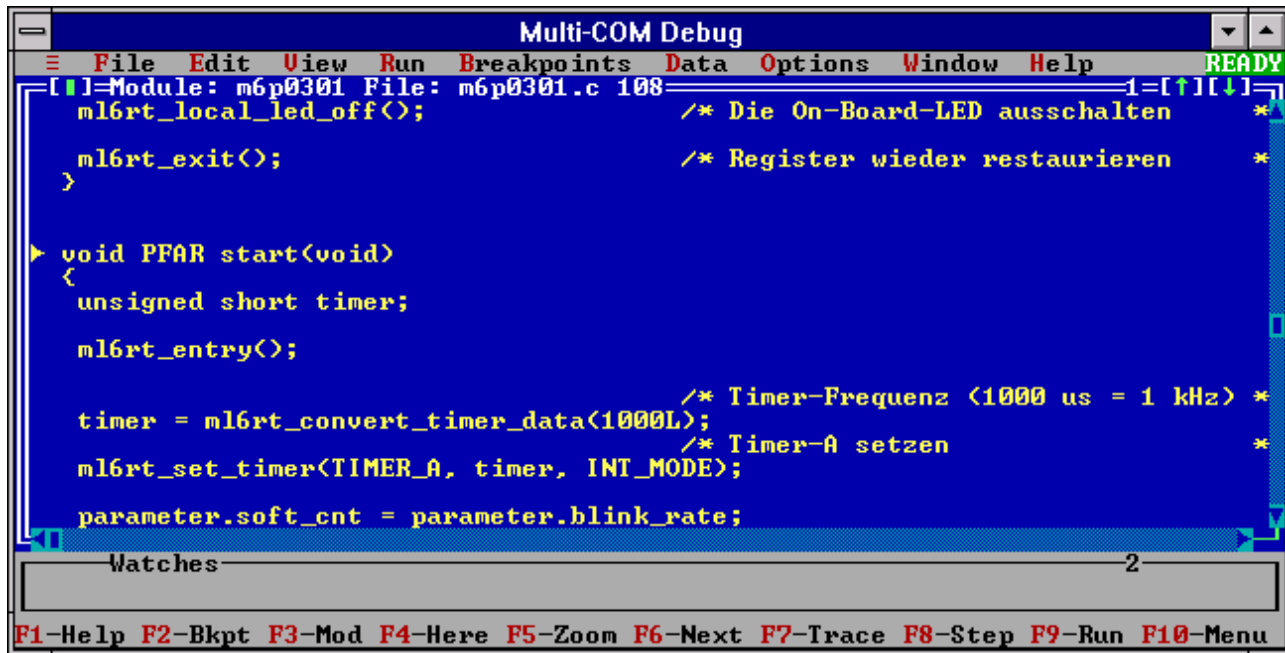 Multi-COM Debug
≡ File Edit View Run Breakpoints Data Options Window Help READY
[▮]=Module: m6p0301 File: m6p0301.c 108 1=[↑][↓]
ml6rt_local_led_off(); /* Die On-Board-LED ausschalten *
ml6rt_exit(); /* Register wieder restaurieren *
}
void PFAR start(void)
{
unsigned short timer;
ml6rt_entry();
/* Timer-Frequenz (1000 us = 1 kHz) *
timer = ml6rt_convert_timer_data(1000L);
/* Timer-A setzen *
ml6rt_set_timer(TIMER_A, timer, INT_MODE);
parameter.soft_cnt = parameter.blink_rate;
Watches 2
F1-Help F2-Bkpt F3-Mod F4-Here F5-Zoom F6-Next F7-Trace F8-Step F9-Run F10-Menu